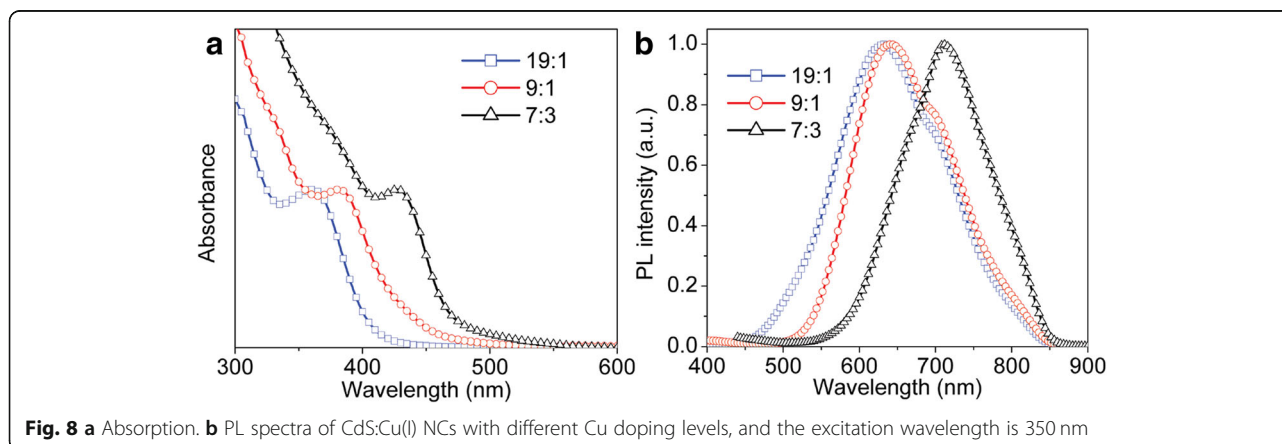 a
19:1
9:1
7:3
Absorbance
300 400 500 600
Wavelength (nm)
b
1.0
0.8
0.6
0.4
0.2
0.0
19:1
9:1
7:3
PL intensity (a.u.)
400 500 600 700 800 900
Wavelength (nm)
Fig. 8 a Absorption. b PL spectra of CdS:Cu(I) NCs with different Cu doping levels, and the excitation wavelength is 350 nm